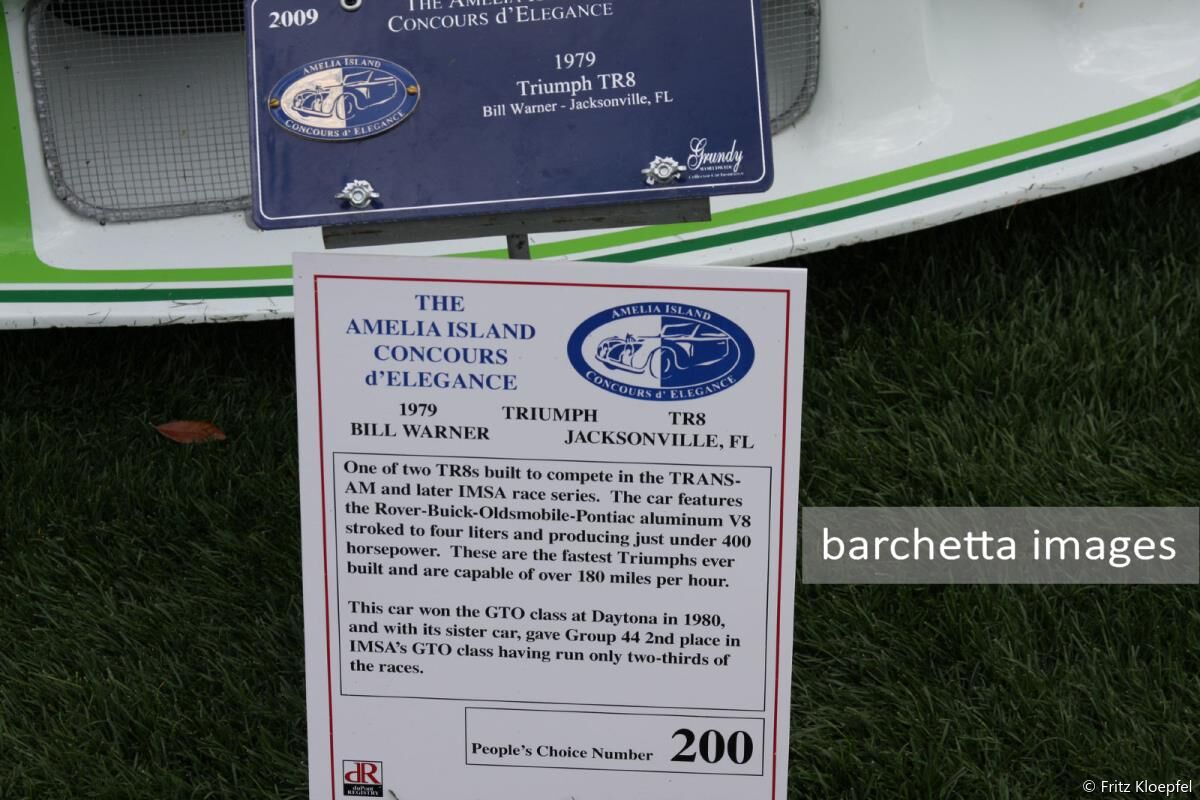 2009
THE AMELIA
CONCOURS d'ELEGANCE
AMELIA ISLAND
CONCOURS d' ELEGANCE
1979
Triumph TR8
Bill Warner - Jacksonville, FL
Grundy
THE
AMELIA ISLAND
CONCOURS
d'ELEGANCE
AMELIA ISLAND
CONCOURS d' ELEGANCE
1979 TRIUMPH TR8
BILL WARNER JACKSONVILLE, FL
One of two TR8s built to compete in the TRANS-
AM and later IMSA race series. The car features
the Rover-Buick-Oldsmobile-Pontiac aluminum V8
stroked to four liters and producing just under 400
horsepower. These are the fastest Triumphs ever
built and are capable of over 180 miles per hour.
This car won the GTO class at Daytona in 1980,
and with its sister car, gave Group 44 2nd place in
IMSA's GTO class having run only two-thirds of
the races.
People's Choice Number 200
dR
duPont
REGISTRY
barchetta images
© Fritz Kloepfel